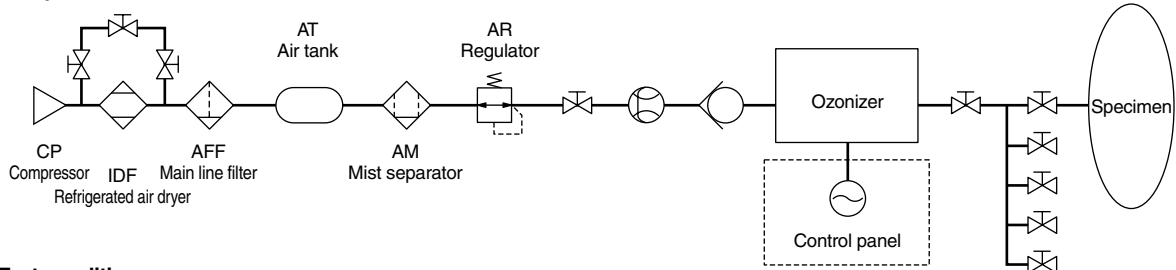 AT
Air tank
AR
Regulator
Ozonizer
Specimen
CP
Compressor
IDF
Refrigerated air dryer
AFF
Main line filter
AM
Mist separator
Control panel